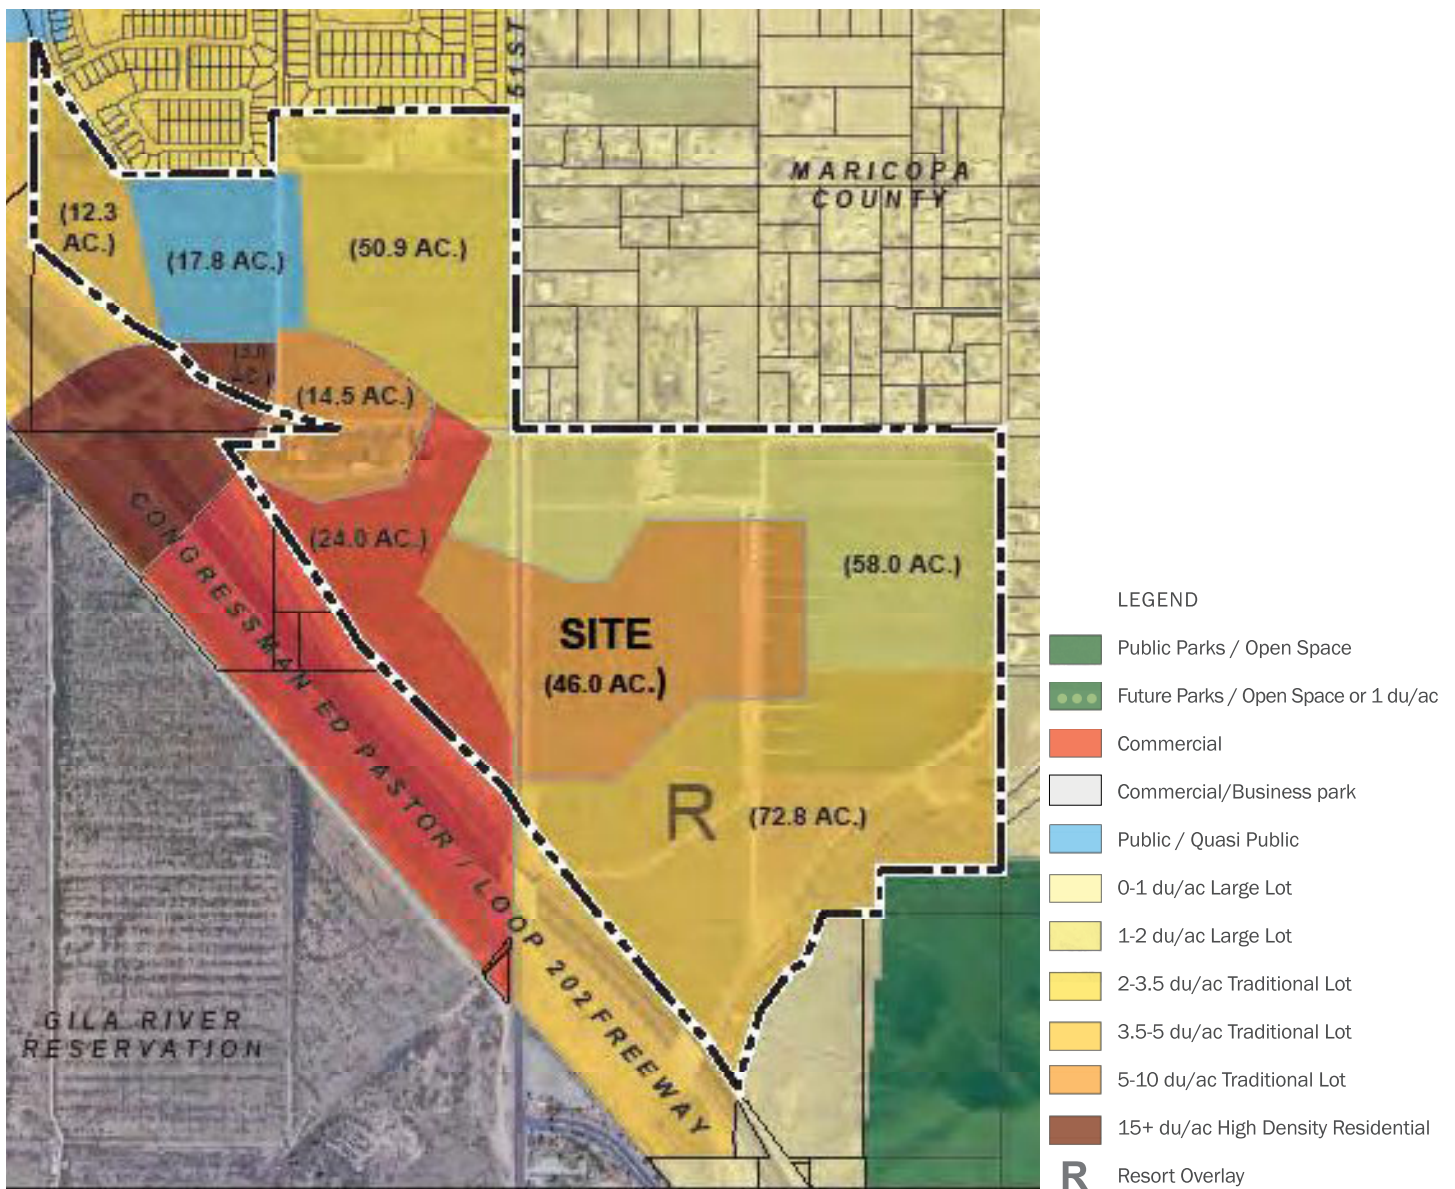 51ST
MARICOPA
COUNTY
(12.3
AC.)
(17.8 AC.)
(50.9 AC.)
(14.5 AC.)
(24.0 AC.)
(58.0 AC.)
SITE
(46.0 AC.)
R
(72.8 AC.)
CONGRESSMAN ED PASTOR / LOOP 202 FREEWAY
GILA RIVER
RESERVATION
LEGEND
Public Parks / Open Space
Future Parks / Open Space or 1 du/ac
Commercial
Commercial/Business park
Public / Quasi Public
0-1 du/ac Large Lot
1-2 du/ac Large Lot
2-3.5 du/ac Traditional Lot
3.5-5 du/ac Traditional Lot
5-10 du/ac Traditional Lot
15+ du/ac High Density Residential
R Resort Overlay